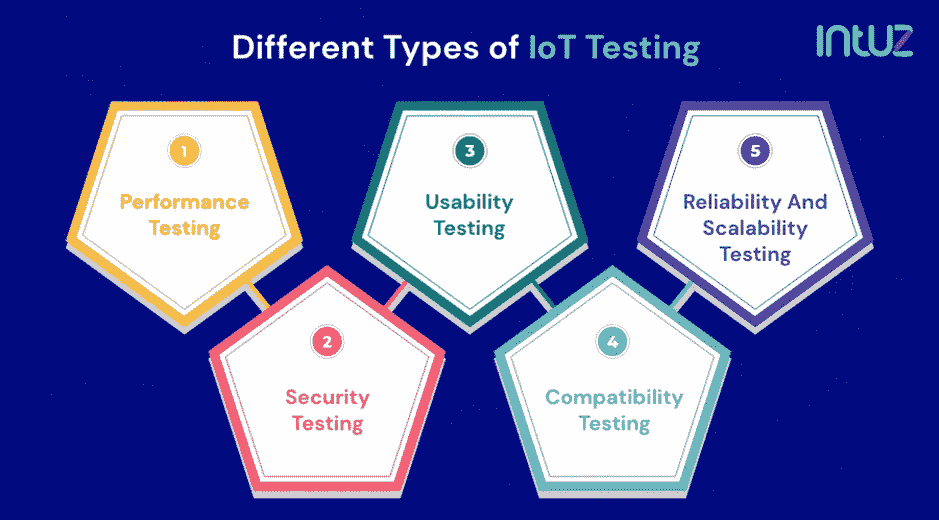 Different Types of IoT Testing
INTUZ
1
Performance
Testing
2
Security
Testing
3
Usability
Testing
4
Compatibility
Testing
5
Reliability And
Scalability
Testing